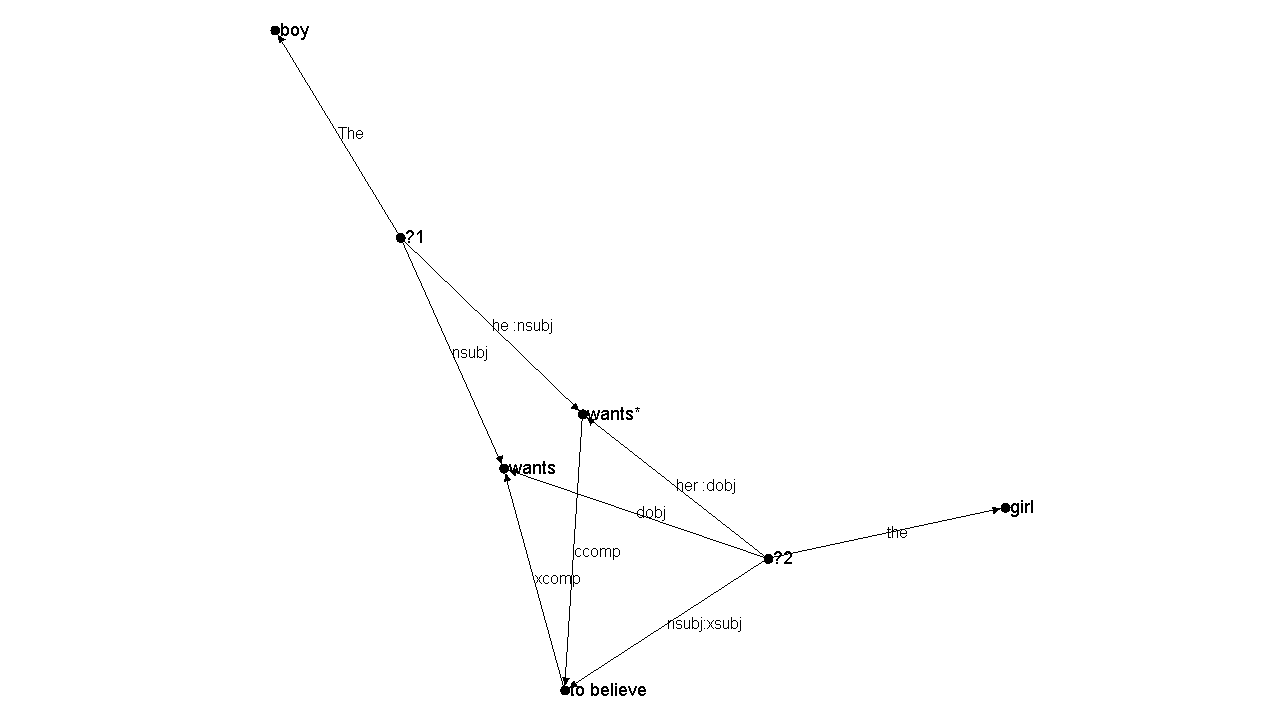 boy
The
?1
he :nsubj
nsubj
wants*
wants
her :dobj
girl
dobj
the
ccomp
?2
xcomp
nsubj:xsubj
to believe